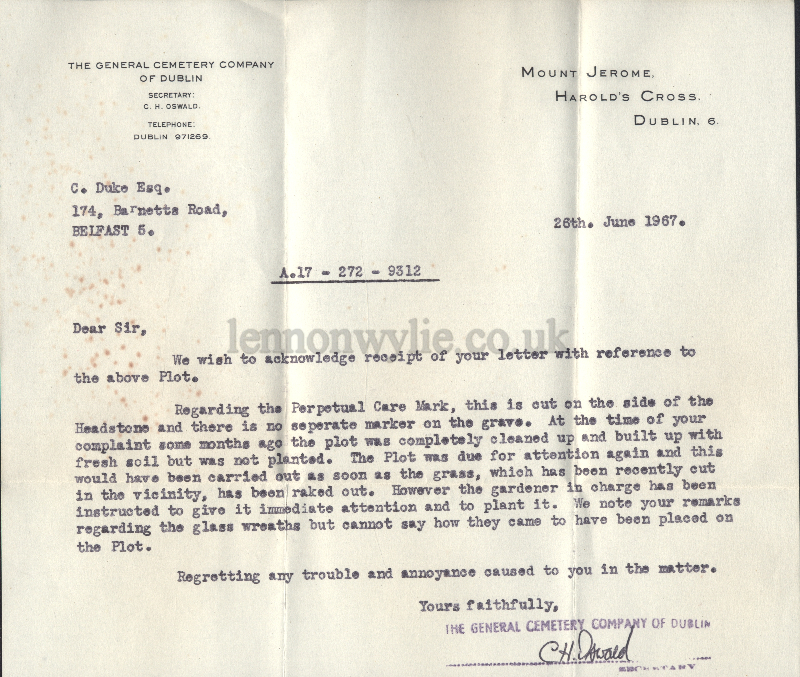 THE GENERAL CEMETERY COMPANY
OF DUBLIN
SECRETARY:
C. H. OSWALD.
TELEPHONE:
DUBLIN 971269.
MOUNT JEROME,
HAROLD'S CROSS.
DUBLIN, 6.
C. Duke Esq.
174, Barnetts Road,
BELFAST 5.
26th. June 1967.
A.17 - 272 - 9312
Dear Sir,
lennonwylie.co.uk
We wish to acknowledge receipt of your letter with reference to
the above Plot.
Regarding the Perpetual Care Mark, this is cut on the side of the
Headstone and there is no seperate marker on the grave. At the time of your
complaint some months ago the plot was completely cleaned up and built up with
fresh soil but was not planted. The Plot was due for attention again and this
would have been carried out as soon as the grass, which has been recently cut
in the vicinity, has been raked out. However the gardener in charge has been
instructed to give it immediate attention and to plant it. We note your remarks
regarding the glass wreaths but cannot say how they came to have been placed on
the Plot.
Regretting any trouble and annoyance caused to you in the matter.
Yours faithfully,
THE GENERAL CEMETERY COMPANY OF DUBLIN
C H. Oswald
SECRETARY